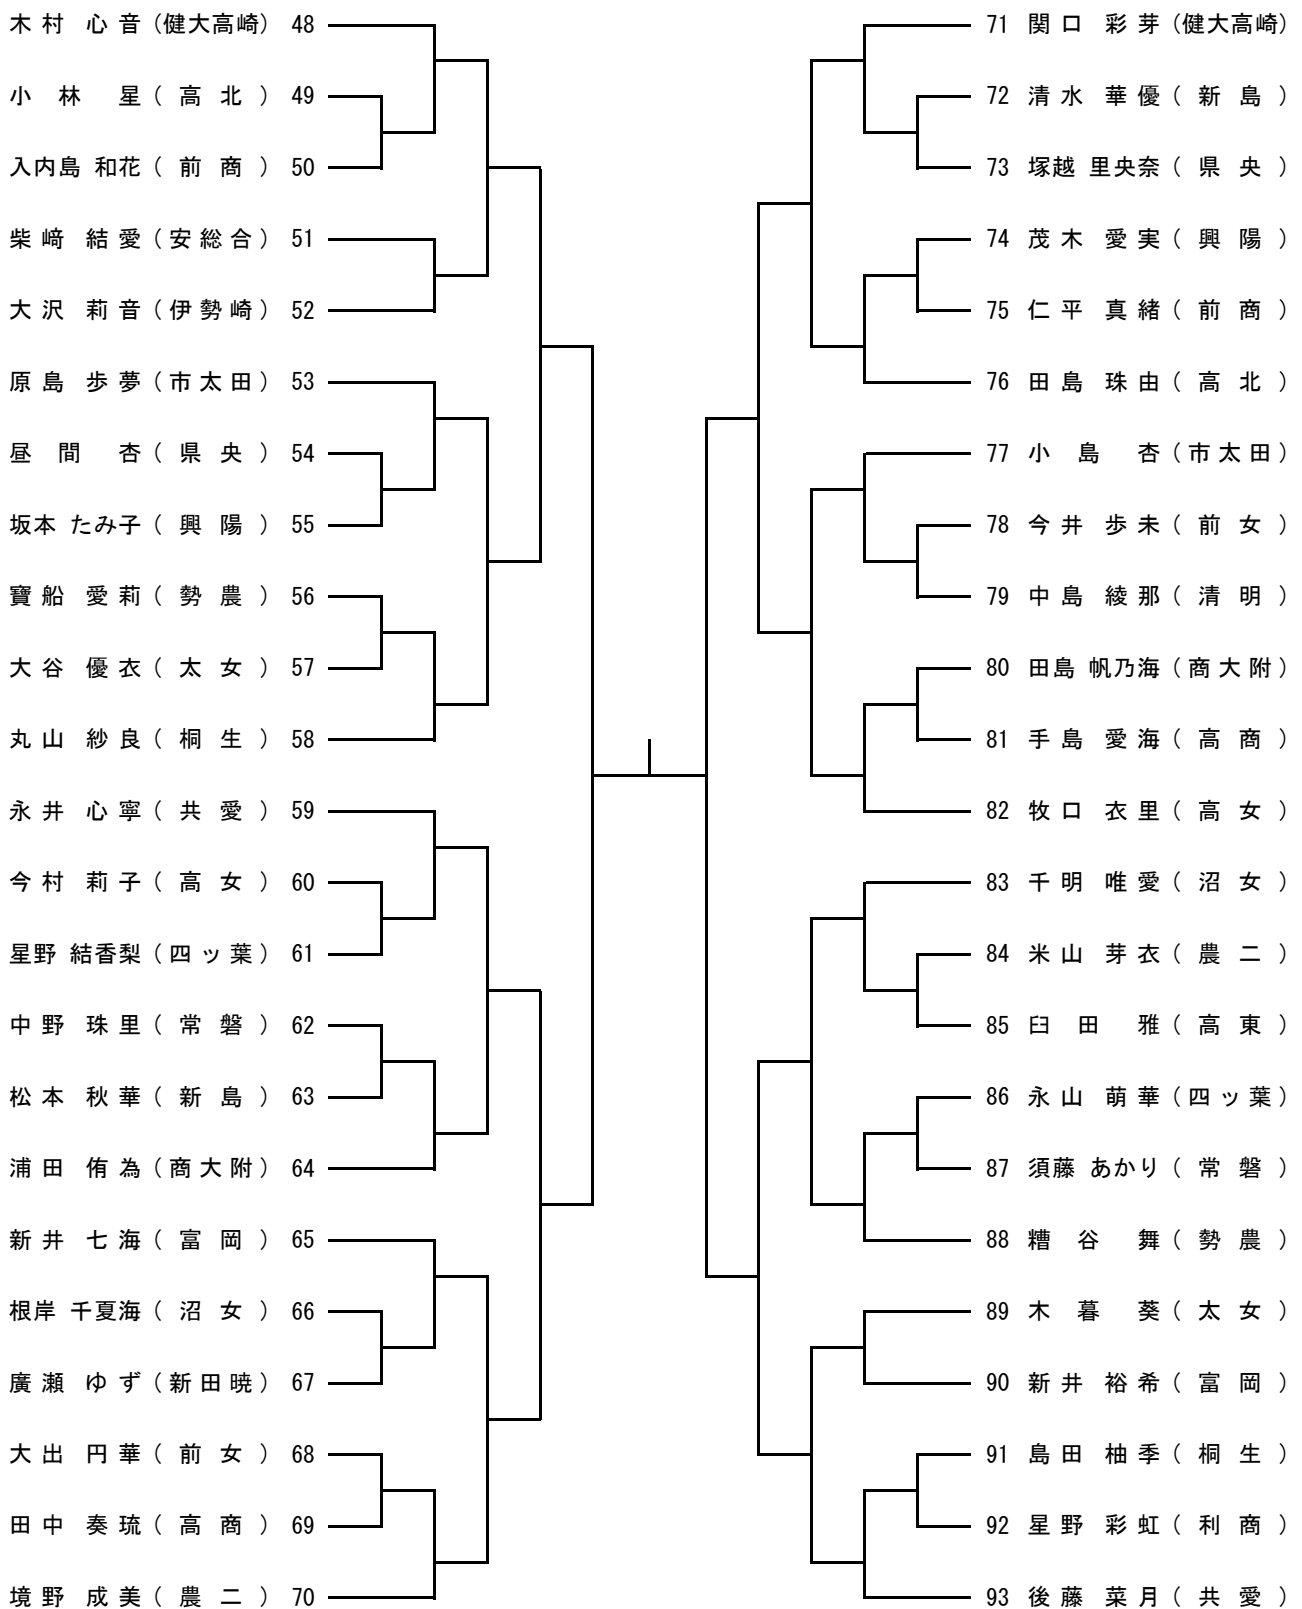 木村 心音 (健大高崎) 48
小林 星 (高北) 49
入内島 和花 (前商) 50
柴﨑 結愛 (安総合) 51
大沢 莉音 (伊勢崎) 52
原島 歩夢 (市太田) 53
昼間 杏 (県央) 54
坂本 たみ子 (興陽) 55
寶船 愛莉 (勢農) 56
大谷 優衣 (太女) 57
丸山 紗良 (桐生) 58
永井 心寧 (共愛) 59
今村 莉子 (高女) 60
星野 結香梨 (四ッ葉) 61
中野 珠里 (常磐) 62
松本 秋華 (新島) 63
浦田 侑為 (商大附) 64
新井 七海 (富岡) 65
根岸 千夏海 (沼女) 66
廣瀬 ゆず (新田暁) 67
大出 円華 (前女) 68
田中 奏琉 (高商) 69
境野 成美 (農二) 70
71 関口 彩芽 (健大高崎)
72 清水 華優 (新島)
73 塚越 里央奈 (県央)
74 茂木 愛実 (興陽)
75 仁平 真緒 (前商)
76 田島 珠由 (高北)
77 小島 杏 (市太田)
78 今井 歩未 (前女)
79 中島 綾那 (清明)
80 田島 帆乃海 (商大附)
81 手島 愛海 (高商)
82 牧口 衣里 (高女)
83 千明 唯愛 (沼女)
84 米山 芽衣 (農二)
85 臼田 雅 (高東)
86 永山 萌華 (四ッ葉)
87 須藤 あかり (常磐)
88 糟谷 舞 (勢農)
89 木暮 葵 (太女)
90 新井 裕希 (富岡)
91 島田 柚季 (桐生)
92 星野 彩虹 (利商)
93 後藤 菜月 (共愛)